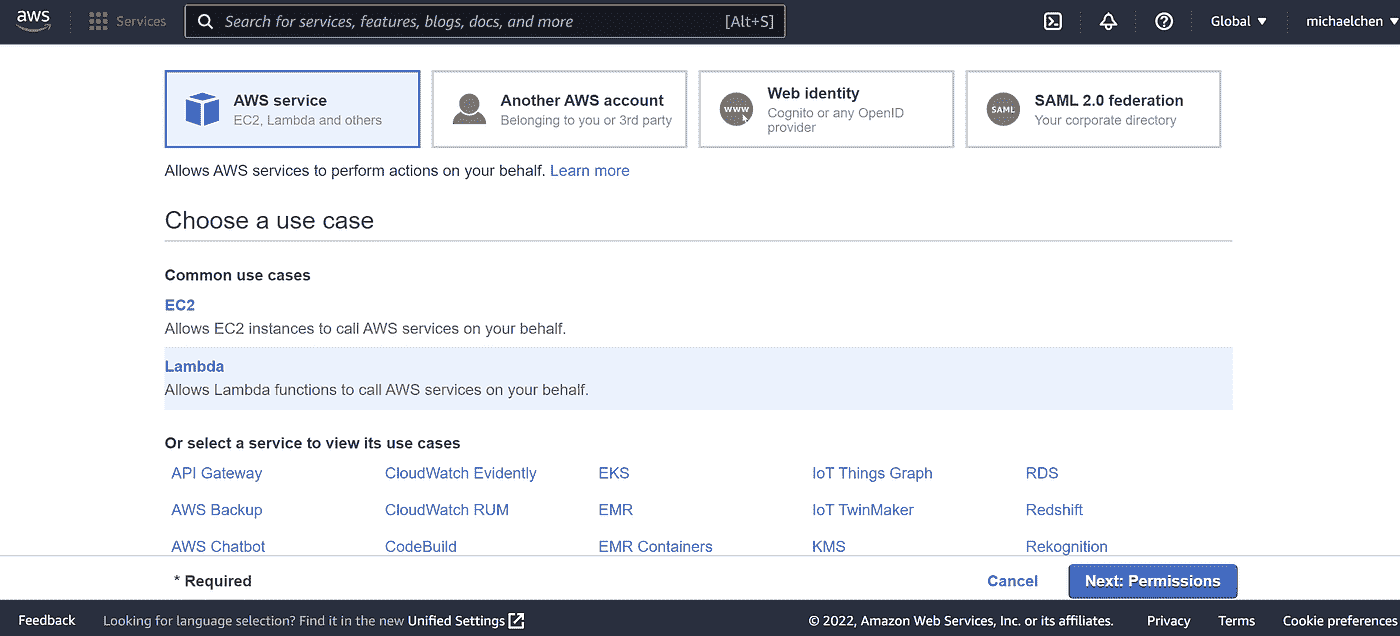 aws Services Search for services, features, blogs, docs, and more [Alt+S] Global michaelchen
AWS service
EC2, Lambda and others
Another AWS account
Belonging to you or 3rd party
www
Web identity
Cognito or any OpenID
provider
SAML
SAML 2.0 federation
Your corporate directory
Allows AWS services to perform actions on your behalf. Learn more
Choose a use case
Common use cases
EC2
Allows EC2 instances to call AWS services on your behalf.
Lambda
Allows Lambda functions to call AWS services on your behalf.
Or select a service to view its use cases
API Gateway CloudWatch Evidently EKS IoT Things Graph RDS
AWS Backup CloudWatch RUM EMR IoT TwinMaker Redshift
AWS Chatbot CodeBuild EMR Containers KMS Rekognition
* Required Cancel Next: Permissions
Feedback Looking for language selection? Find it in the new Unified Settings © 2022, Amazon Web Services, Inc. or its affiliates. Privacy Terms Cookie preferences